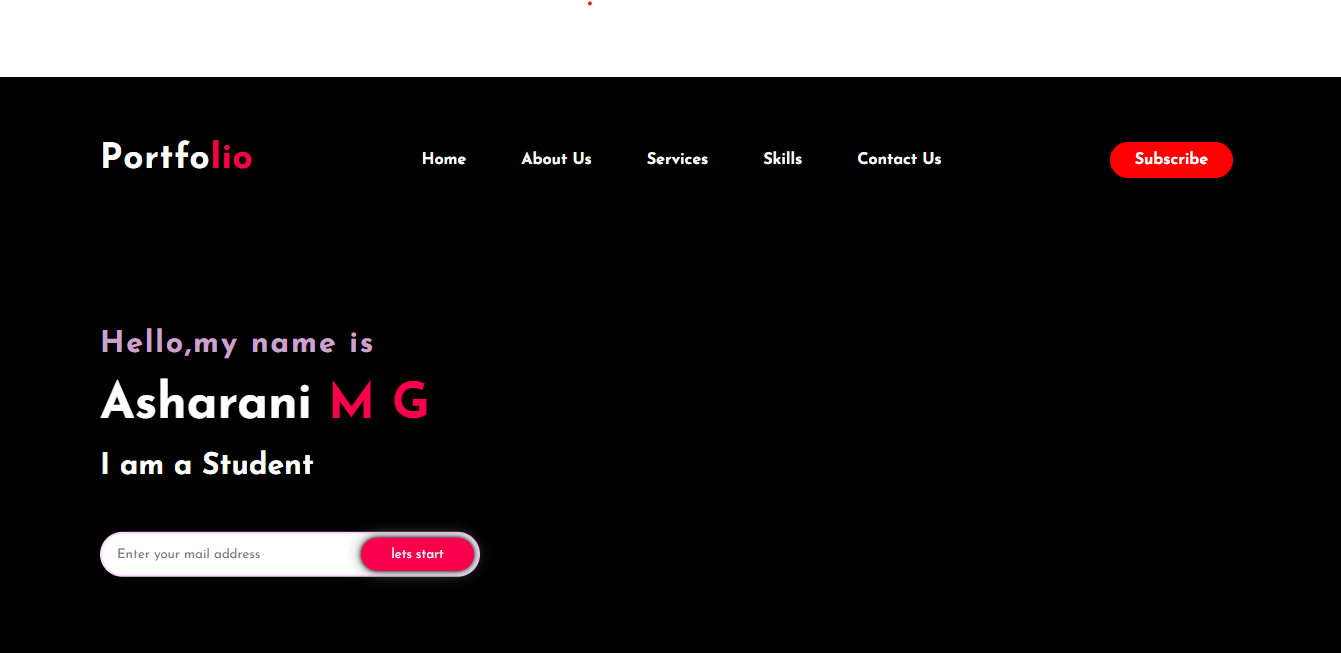 Portfolio
Home About Us Services Skills Contact Us
Subscribe
Hello,my name is
Asharani M G
I am a Student
Enter your mail address
lets start